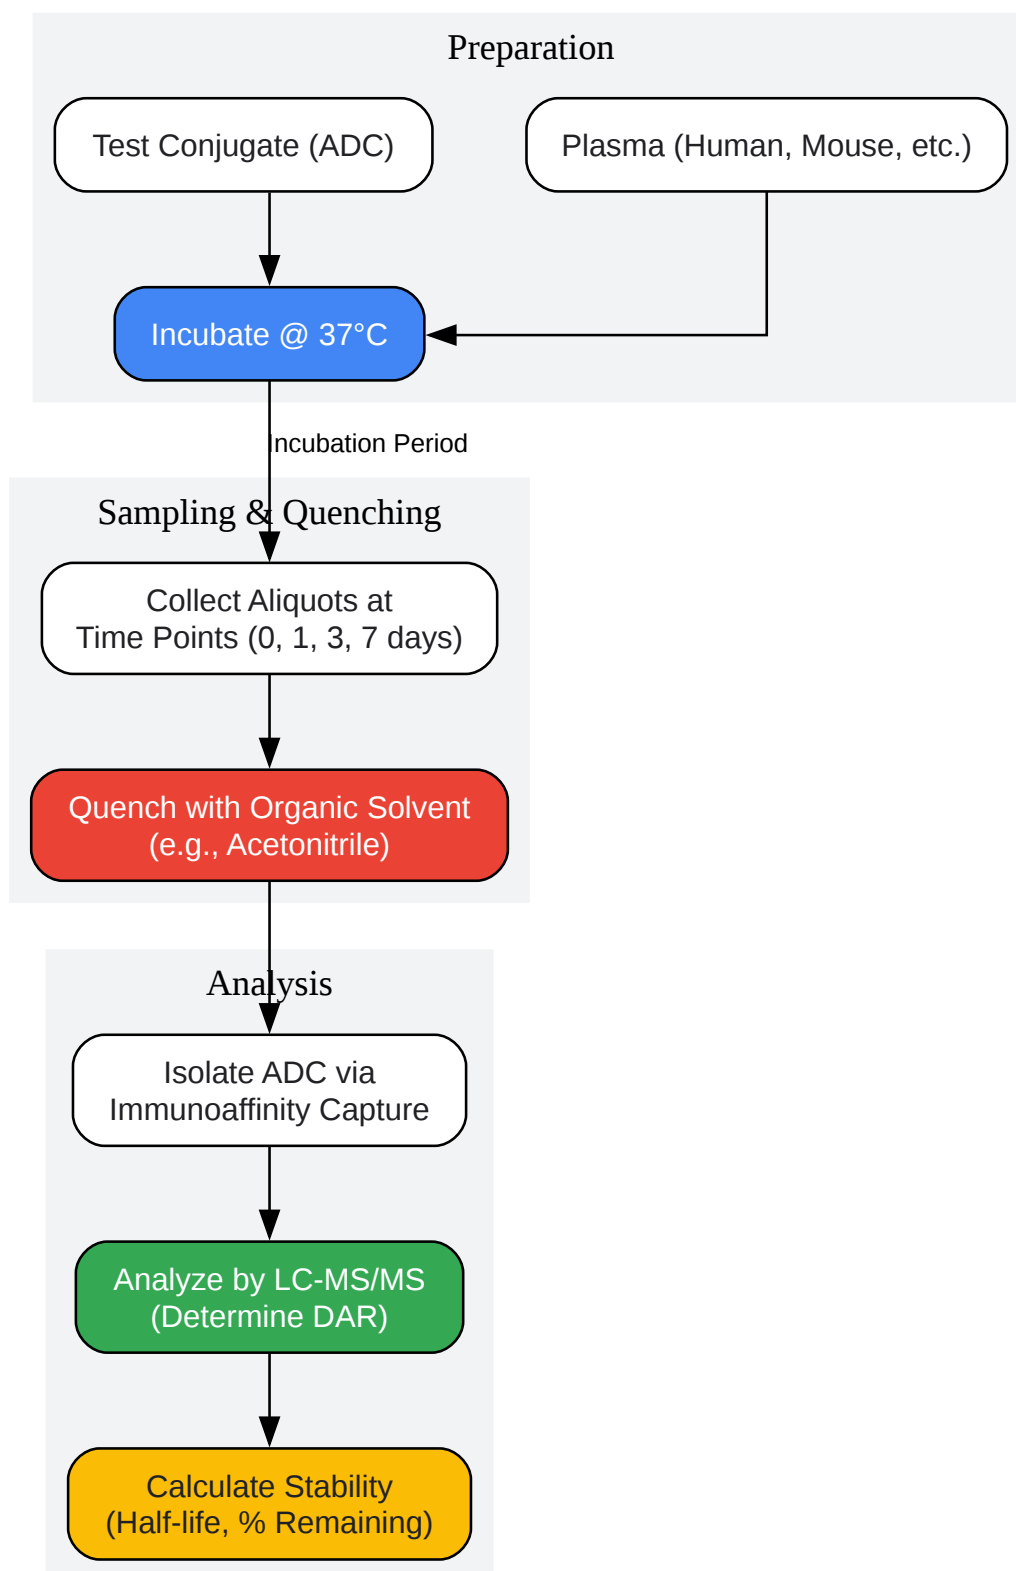 Preparation
Test Conjugate (ADC)
Plasma (Human, Mouse, etc.)
Incubate @ 37°C
Incubation Period
Sampling & Quenching
Collect Aliquots at
Time Points (0, 1, 3, 7 days)
Quench with Organic Solvent
(e.g., Acetonitrile)
Analysis
Isolate ADC via
Immunoaffinity Capture
Analyze by LC-MS/MS
(Determine DAR)
Calculate Stability
(Half-life, % Remaining)